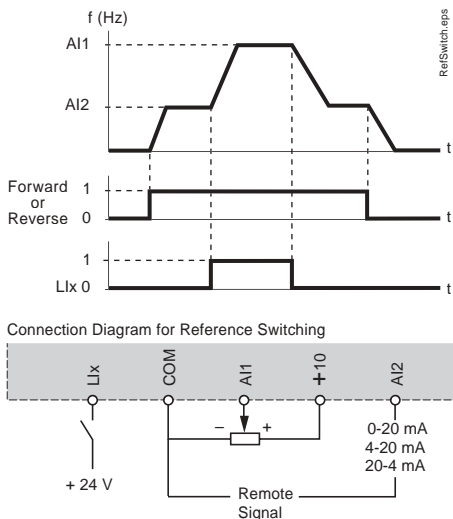 f (Hz)
AI1
AI2
t
RefSwitch.eps
Forward
or
Reverse
1
0
t
1
LIx 0
t
Connection Diagram for Reference Switching
LIx
COM
AI1
+10
AI2
– +
0-20 mA
4-20 mA
20-4 mA
+ 24 V
Remote
Signal